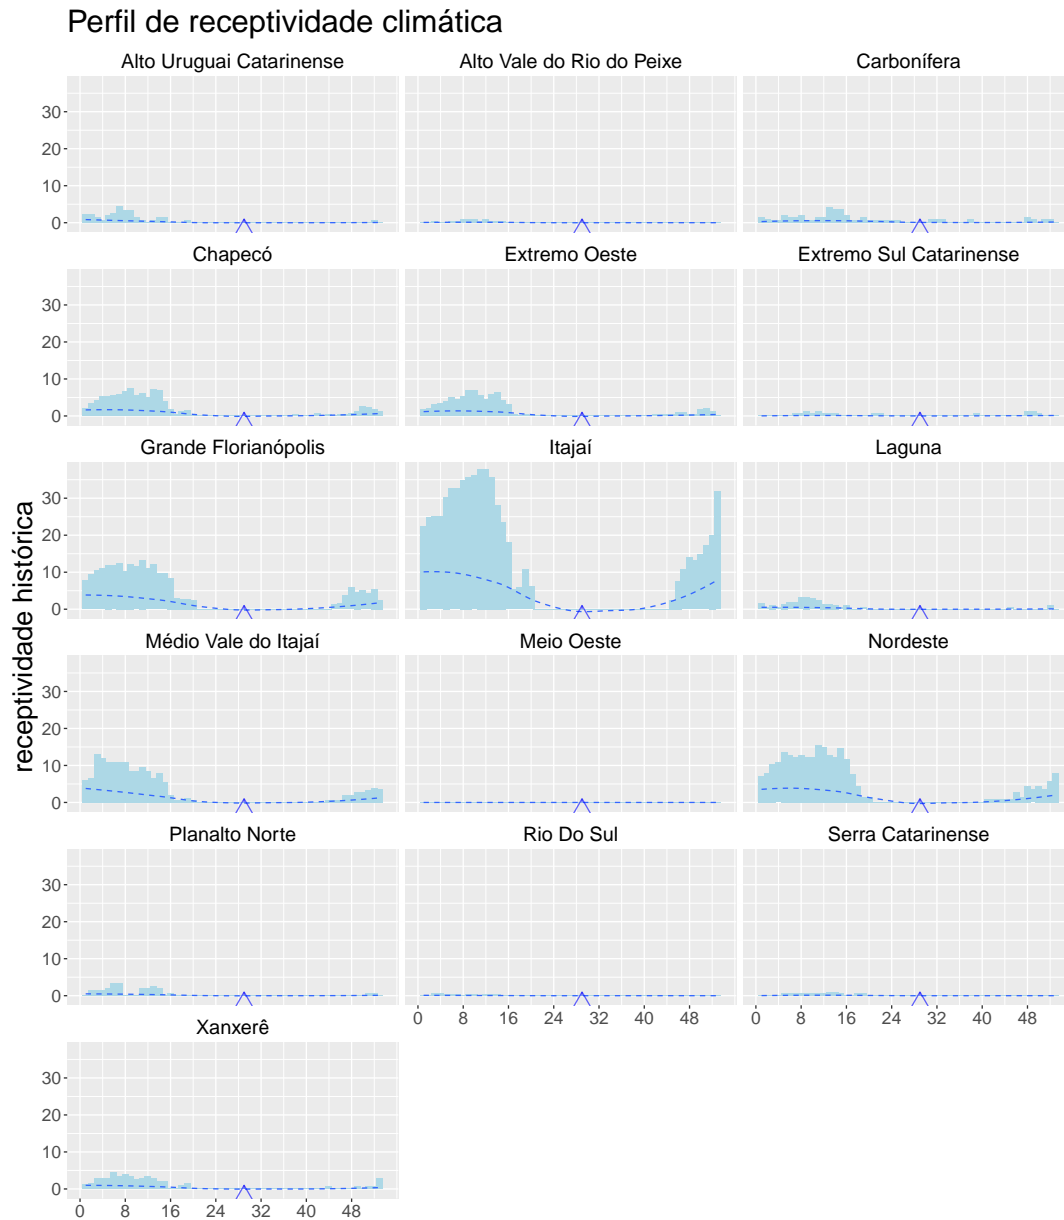 Perfil de receptividade climática
Alto Uruguai Catarinense
Alto Vale do Rio do Peixe
Carbonífera
30
20
10
0
Chapecó
Extremo Oeste
Extremo Sul Catarinense
30
20
10
0
Grande Florianópolis
Itajaí
Laguna
30
20
10
0
receptividade histórica
Médio Vale do Itajaí
Meio Oeste
Nordeste
30
20
10
0
Planalto Norte
Rio Do Sul
Serra Catarinense
30
20
10
0
0 8 16 24 32 40 48
0 8 16 24 32 40 48
Xanxerê
30
20
10
0
0 8 16 24 32 40 48